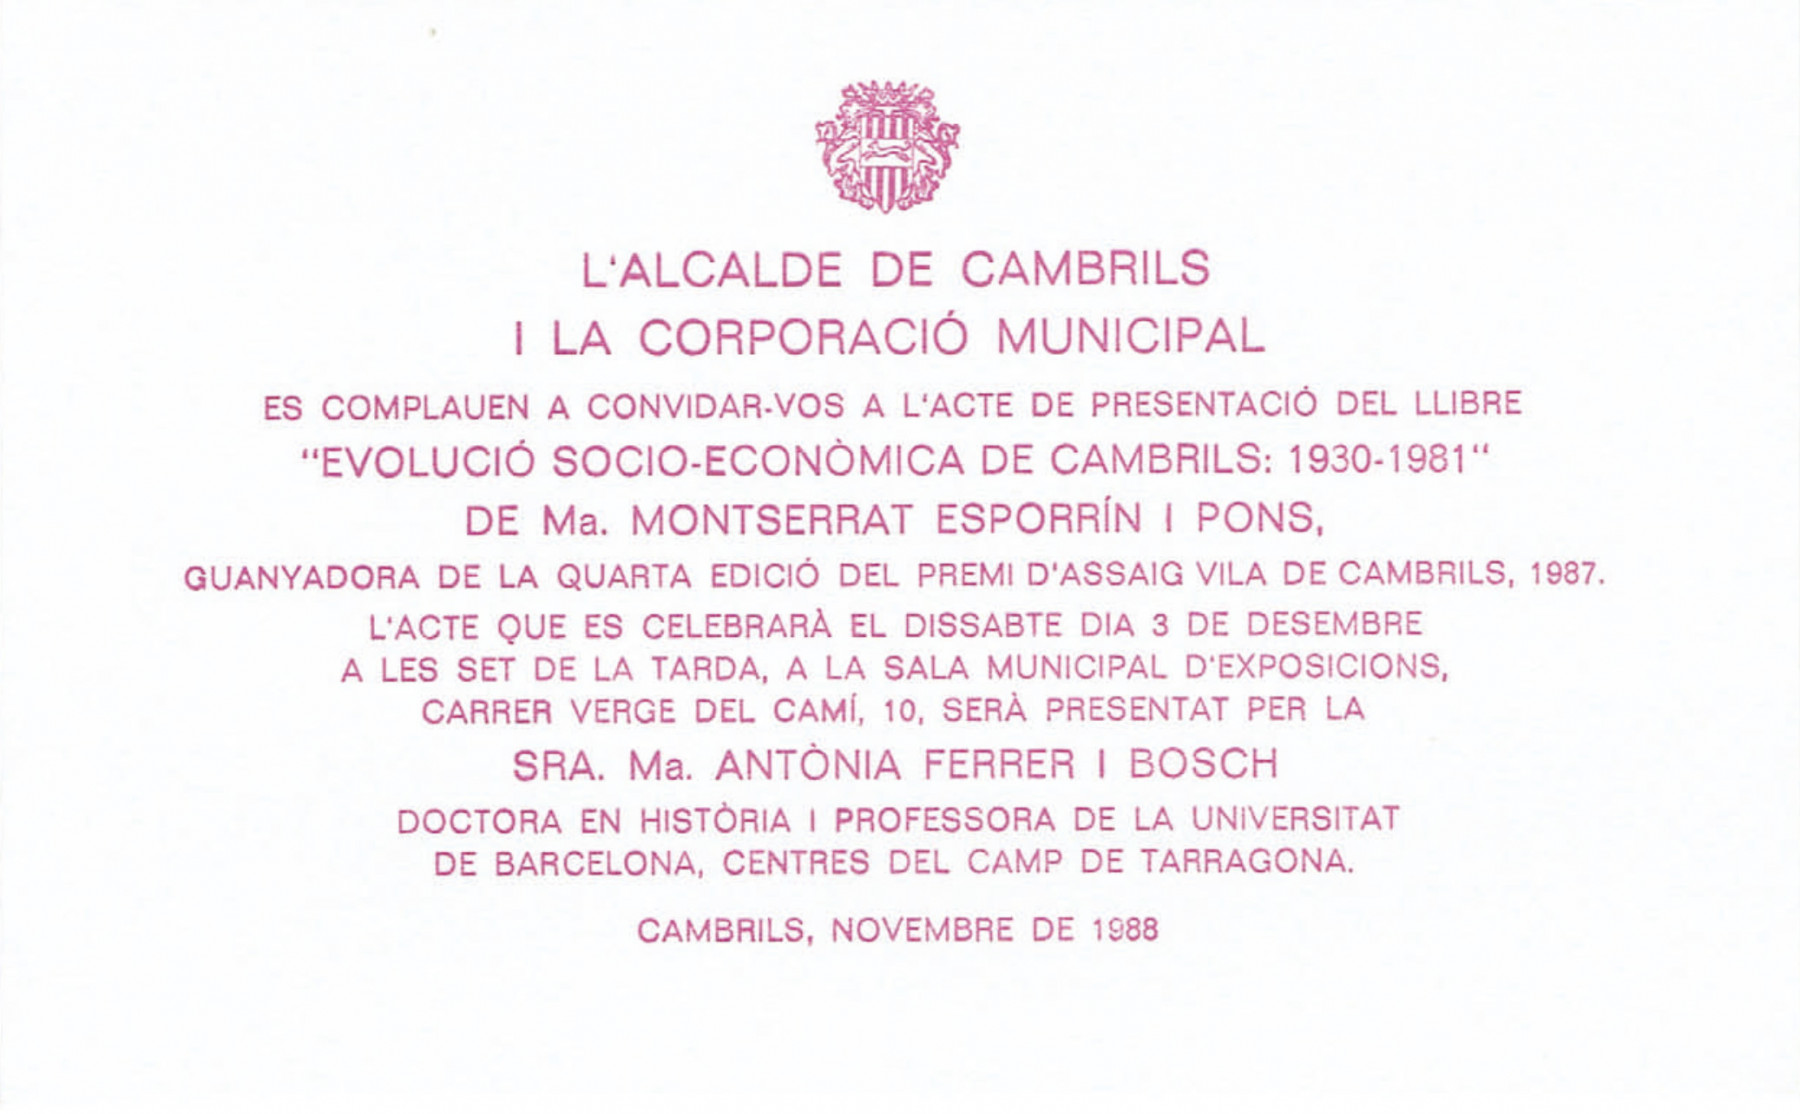 L'ALCALDE DE CAMBRILS
I LA CORPORACIÓ MUNICIPAL
ES COMPLAUEN A CONVIDAR-VOS A L'ACTE DE PRESENTACIÓ DEL LLIBRE
"EVOLUCIÓ SOCIO-ECONÒMICA DE CAMBRILS: 1930-1981"
DE Ma. MONTSERRAT ESPORRÍN I PONS,
GUANYADORA DE LA QUARTA EDICIÓ DEL PREMI D'ASSAIG VILA DE CAMBRILS, 1987.
L'ACTE QUE ES CELEBRARÀ EL DISSABTE DIA 3 DE DESEMBRE
A LES SET DE LA TARDA, A LA SALA MUNICIPAL D'EXPOSICIONS,
CARRER VERGE DEL CAMÍ, 10, SERÀ PRESENTAT PER LA
SRA. Ma. ANTÒNIA FERRER I BOSCH
DOCTORA EN HISTÒRIA I PROFESSORA DE LA UNIVERSITAT
DE BARCELONA, CENTRES DEL CAMP DE TARRAGONA.
CAMBRILS, NOVEMBRE DE 1988